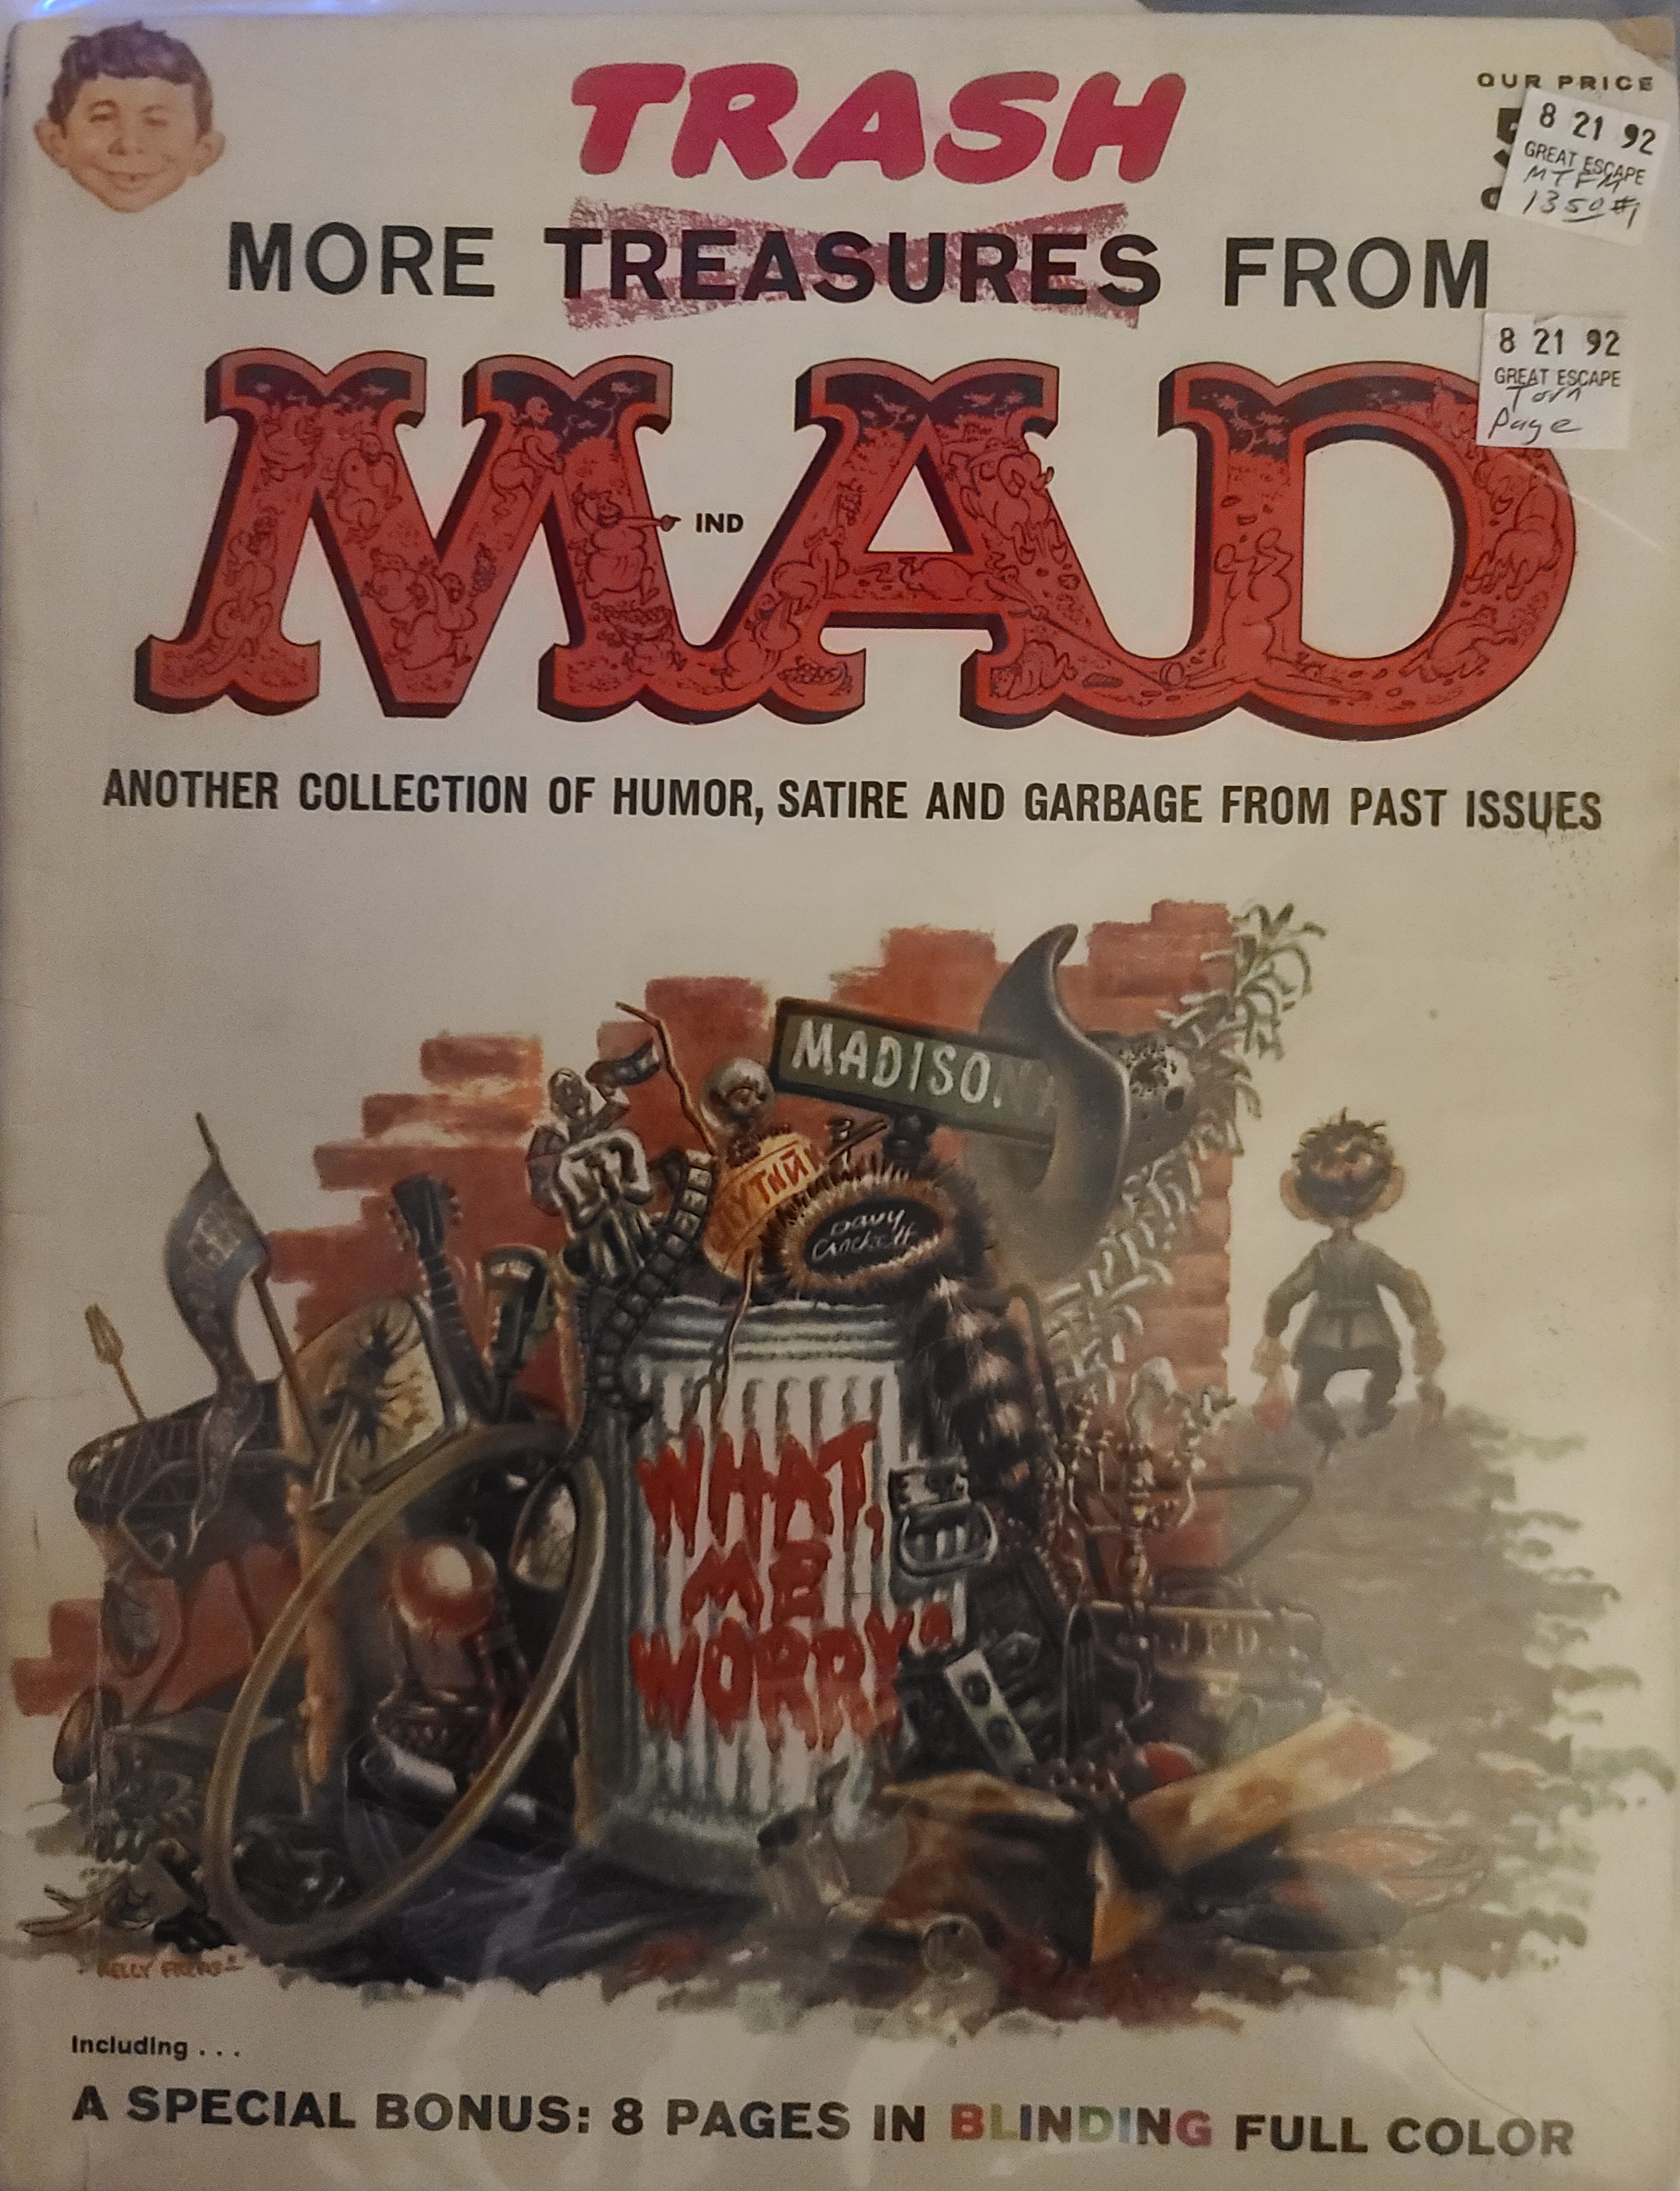 TRASH
OUR PRICE
8 21 92
GREAT ESCAPE
MTFM
13 50 #1
MORE TREASURES FROM
8 21 92
GREAT ESCAPE
Torn
Page
MAD
IND
ANOTHER COLLECTION OF HUMOR, SATIRE AND GARBAGE FROM PAST ISSUES
MADISON
Davy
Crockett
WHAT,
ME
WORRY?
KELLY FREAS
Including . . .
A SPECIAL BONUS: 8 PAGES IN BLINDING FULL COLOR